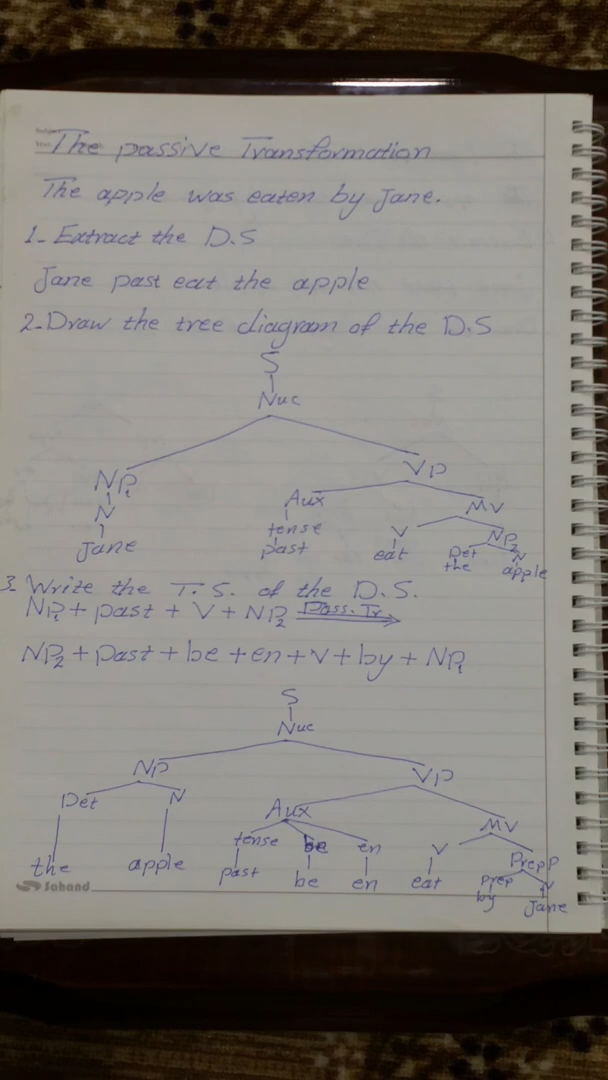 The passive Transformation
The apple was eaten by Jane.
1- Extract the D.S
Jane past eat the apple
2-Draw the tree diagram of the D.S
S
Nuc
NP₁ VP
N Aux MV
Jane tense V NP₂
past eat Det N
the apple
3. Write the T.S. of the D.S.
NP₁ + past + V + NP₂ Pass. Tr
NP₂ + past + be + en + V + by + NP₁
S
Nuc
NP VP
Det N Aux MV
tense be en V PrepP
the apple past be en eat prep N
by Jane
Sahand